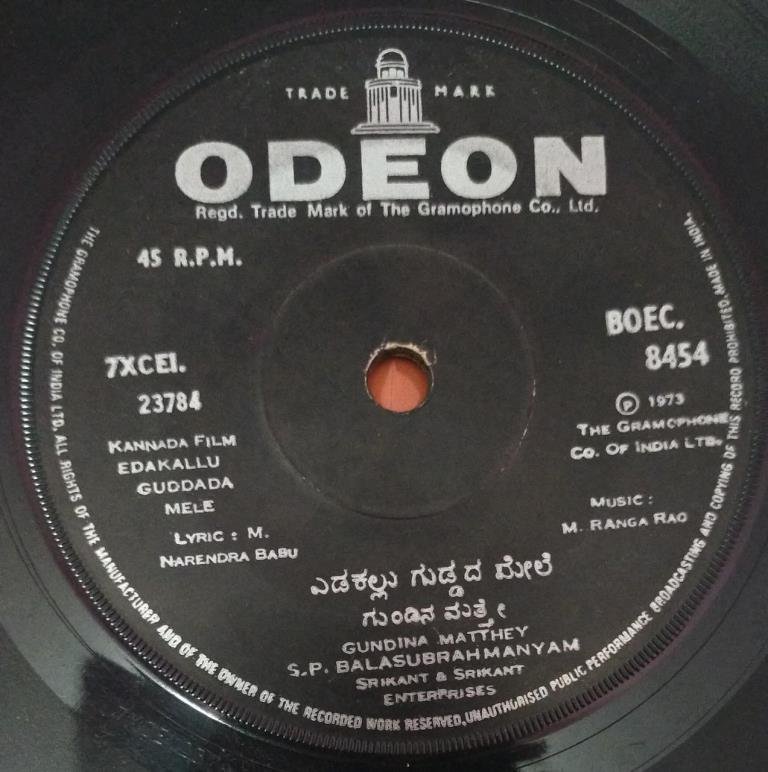 TRADE MARK
ODEON
Regd. Trade Mark of The Gramophone Co., Ltd.
45 R.P.M.
7XCEI.
23784
BOEC.
8454
℗ 1973
THE GRAMOPHONE
CO. OF INDIA LTD.
KANNADA FILM
EDAKALLU
GUDDADA
MELE
LYRIC : M.
NARENDRA BABU
MUSIC :
M. RANGA RAO
ಎಡಕಲ್ಲು ಗುಡ್ಡದ ಮೇಲೆ
ಗುಂಡಿನ ಮತ್ತೇ
GUNDINA MATTHEY
S.P. BALASUBRAHMANYAM
SRIKANT & SRIKANT
ENTERPRISES
THE GRAMOPHONE CO. OF INDIA LTD. ALL RIGHTS OF THE MANUFACTURER AND OF THE OWNER OF THE RECORDED WORK RESERVED, UNAUTHORISED PUBLIC PERFORMANCE BROADCASTING AND COPYING OF THIS RECORD PROHIBITED. MADE IN INDIA.